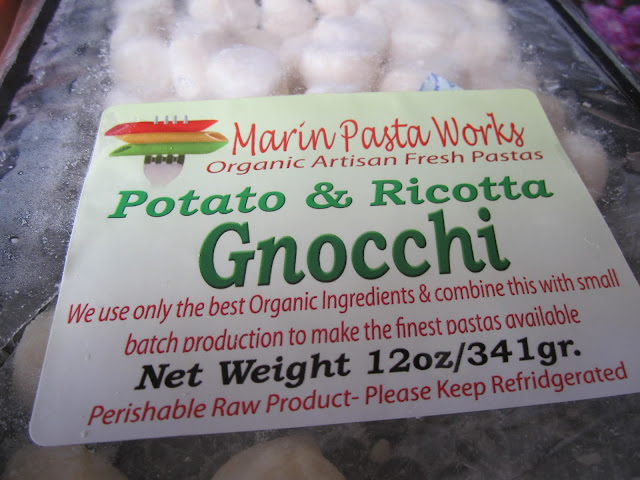 Marin Pasta Works
Organic Artisan Fresh Pastas
Potato & Ricotta
Gnocchi
We use only the best Organic Ingredients & combine this with small
batch production to make the finest pastas available
Net Weight 12oz/341gr.
Perishable Raw Product- Please Keep Refridgerated